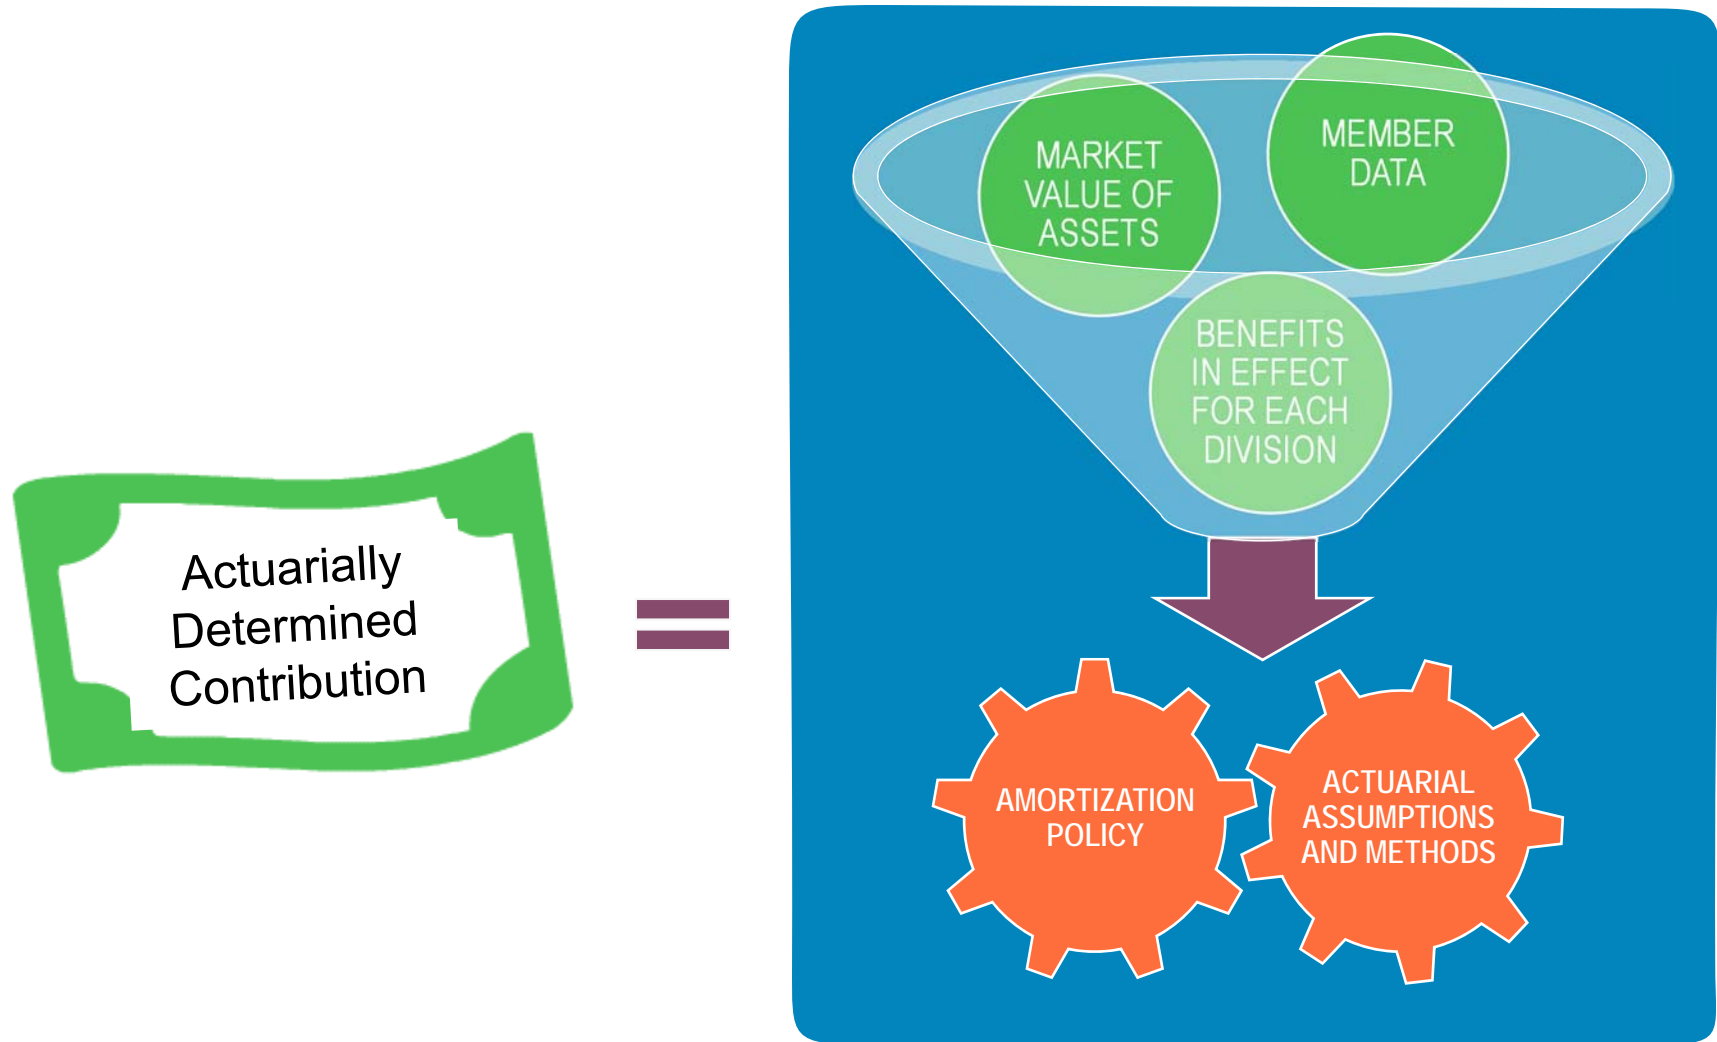 Actuarially
Determined
Contribution
MARKET
VALUE OF
ASSETS
MEMBER
DATA
BENEFITS
IN EFFECT
FOR EACH
DIVISION
AMORTIZATION
POLICY
ACTUARIAL
ASSUMPTIONS
AND METHODS